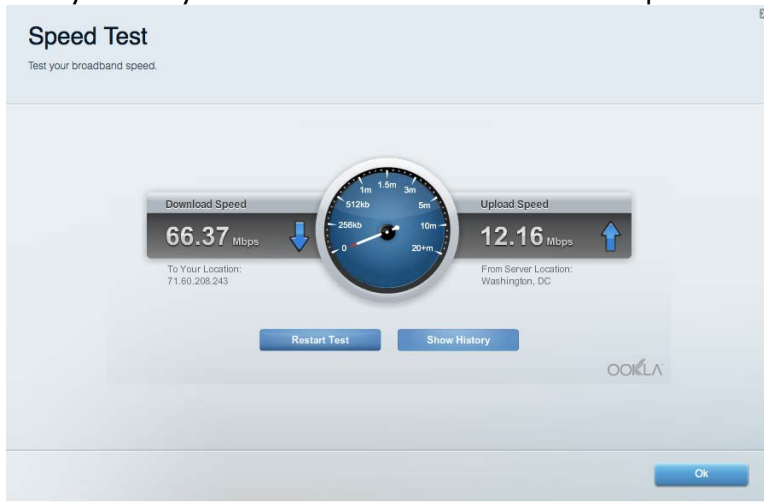 Speed Test
Test your broadband speed.
Download Speed
66.37 Mbps
To Your Location:
71.60.208.243
0
256kb
512kb
1m
1.5m
3m
5m
10m
20+m
Upload Speed
12.16 Mbps
From Server Location:
Washington, DC
Restart Test
Show History
OOKLA
Ok